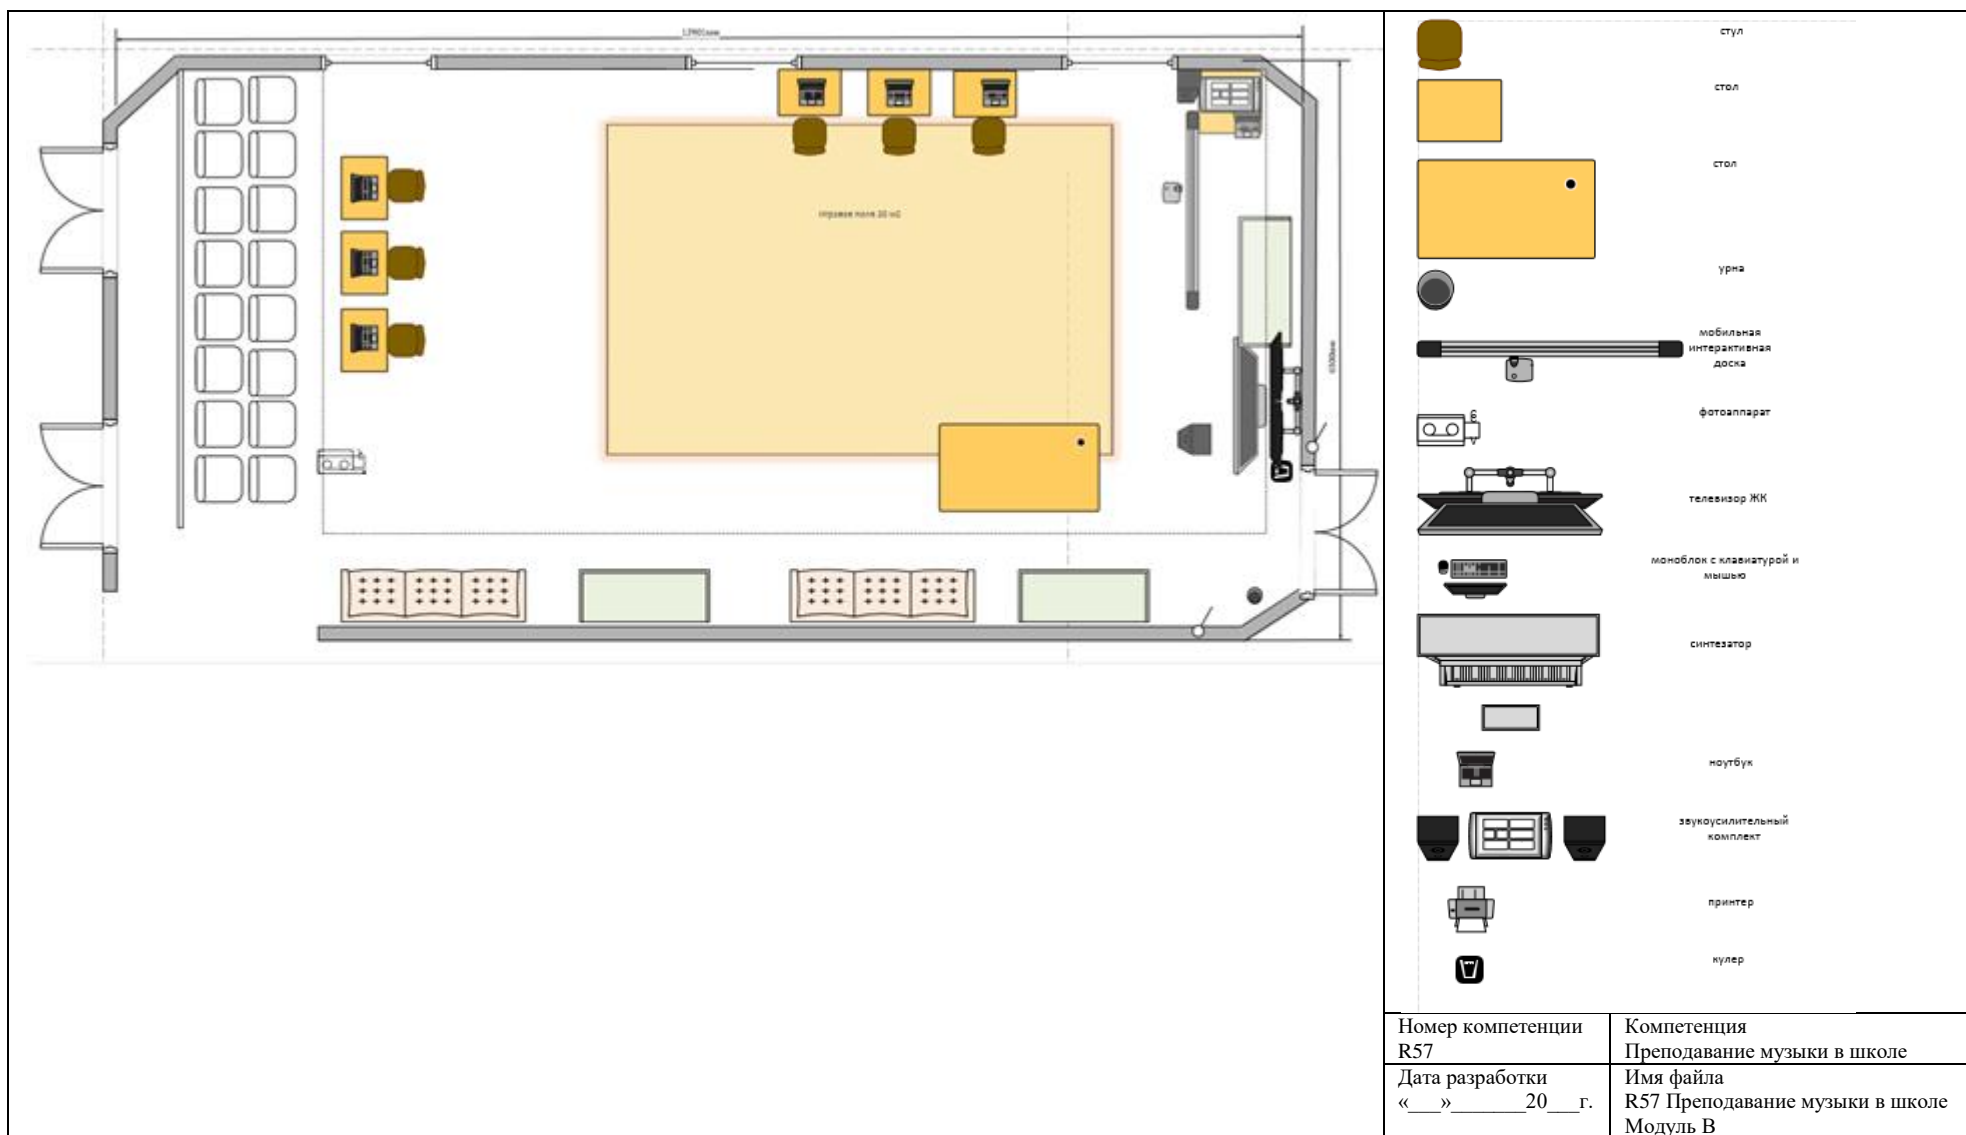 стул
стол
стол
урна
мобильная
интерактивная
доска
фотоаппарат
телевизор ЖК
моноблок с клавиатурой и
мышью
синтезатор
ноутбук
звукоусилительный
комплект
принтер
кулер
Номер компетенции
R57
Компетенция
Преподавание музыки в школе
Дата разработки
«___»_______20___г.
Имя файла
R57 Преподавание музыки в школе
Модуль В